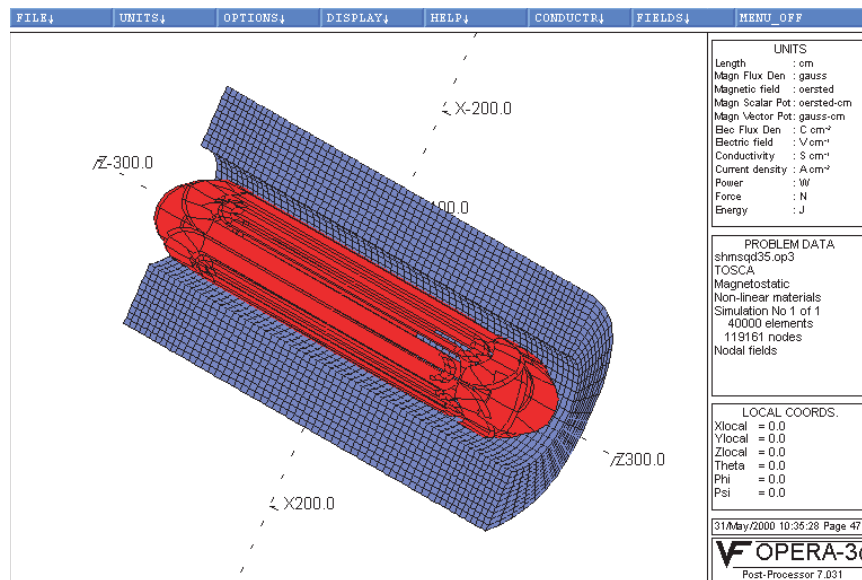 FILE↓ UNITS↓ OPTIONS↓ DISPLAY↓ HELP↓ CONDUCTR↓ FIELDS↓ MENU_OFF
X-200.0
Z-300.0
Z300.0
X200.0
UNITS
Length : cm
Magn Flux Den : gauss
Magnetic field : oersted
Magn Scalar Pot : oersted-cm
Magn Vector Pot : gauss-cm
Elec Flux Den : C cm⁻²
Electric field : V cm⁻¹
Conductivity : S cm⁻¹
Current density : A cm⁻²
Power : W
Force : N
Energy : J
PROBLEM DATA
shmsqd35.op3
TOSCA
Magnetostatic
Non-linear materials
Simulation No 1 of 1
40000 elements
119161 nodes
Nodal fields
LOCAL COORDS.
Xlocal = 0.0
Ylocal = 0.0
Zlocal = 0.0
Theta = 0.0
Phi = 0.0
Psi = 0.0
31/May/2000 10:35:28 Page 47
VF OPERA-3d
Post-Processor 7.031